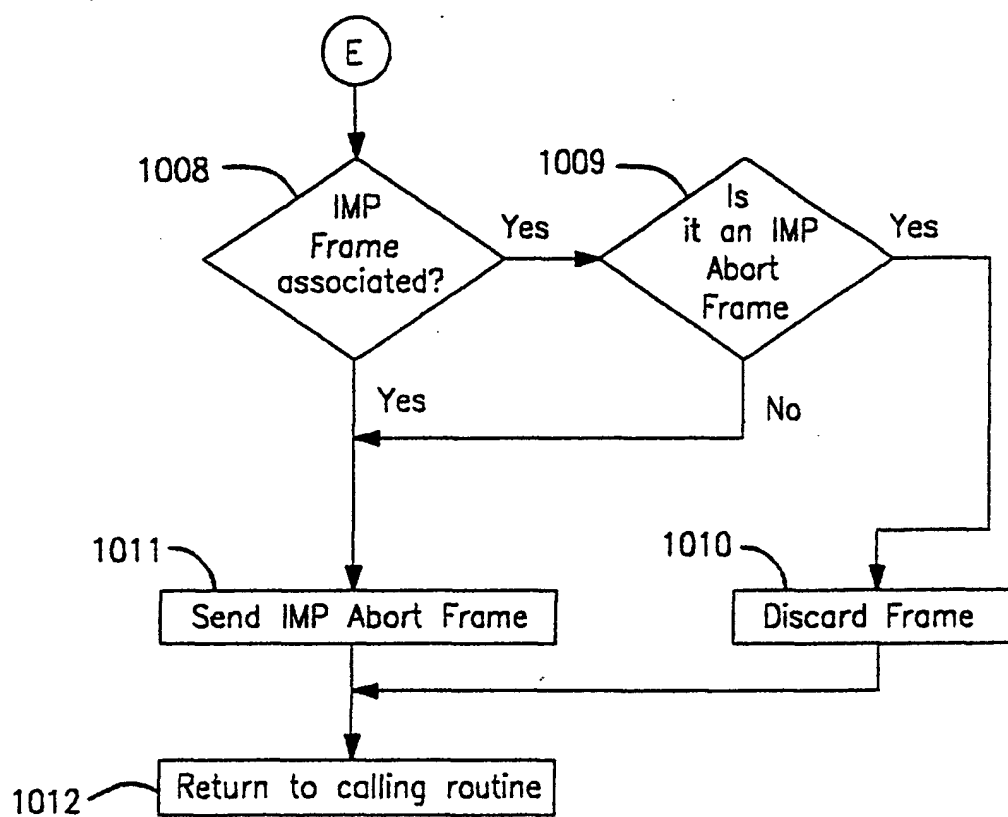 E
1008
IMP
Frame
associated?
Yes
1009
Is
it an IMP
Abort
Frame
Yes
Yes
No
1011
Send IMP Abort Frame
1010
Discard Frame
1012
Return to calling routine